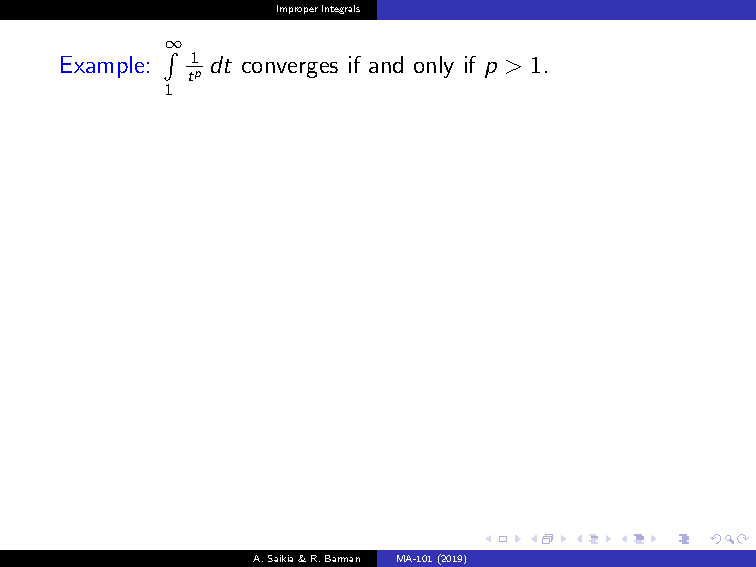 Improper Integrals
Example: ∫₁^∞ 1/t^p dt converges if and only if p > 1.
A. Saikia & R. Barman MA-101 (2019)